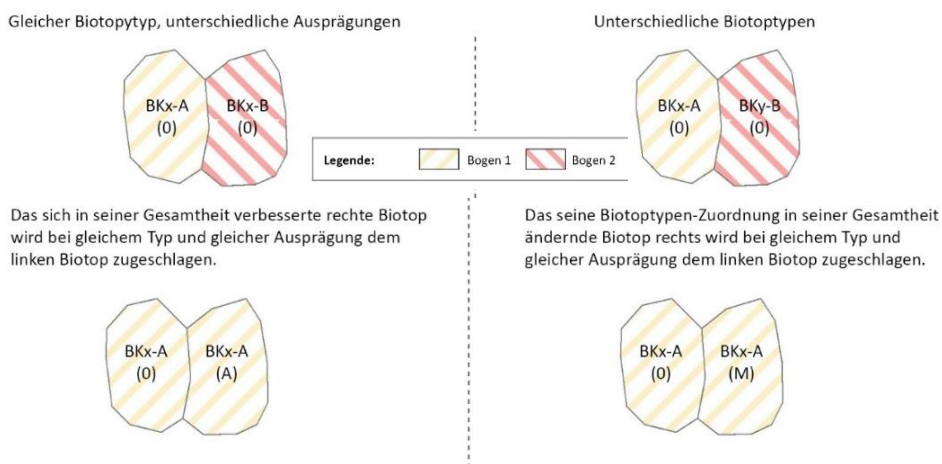 Gleicher Biotopytyp, unterschiedliche Ausprägungen
BKx-A
(0)
BKx-B
(0)
Unterschiedliche Biotoptypen
BKx-A
(0)
BKy-B
(0)
Legende:
Bogen 1
Bogen 2
Das sich in seiner Gesamtheit verbesserte rechte Biotop
wird bei gleichem Typ und gleicher Ausprägung dem
linken Biotop zugeschlagen.
BKx-A
(0)
BKx-A
(A)
Das seine Biotoptypen-Zuordnung in seiner Gesamtheit
ändernde Biotop rechts wird bei gleichem Typ und
gleicher Ausprägung dem linken Biotop zugeschlagen.
BKx-A
(0)
BKx-A
(M)